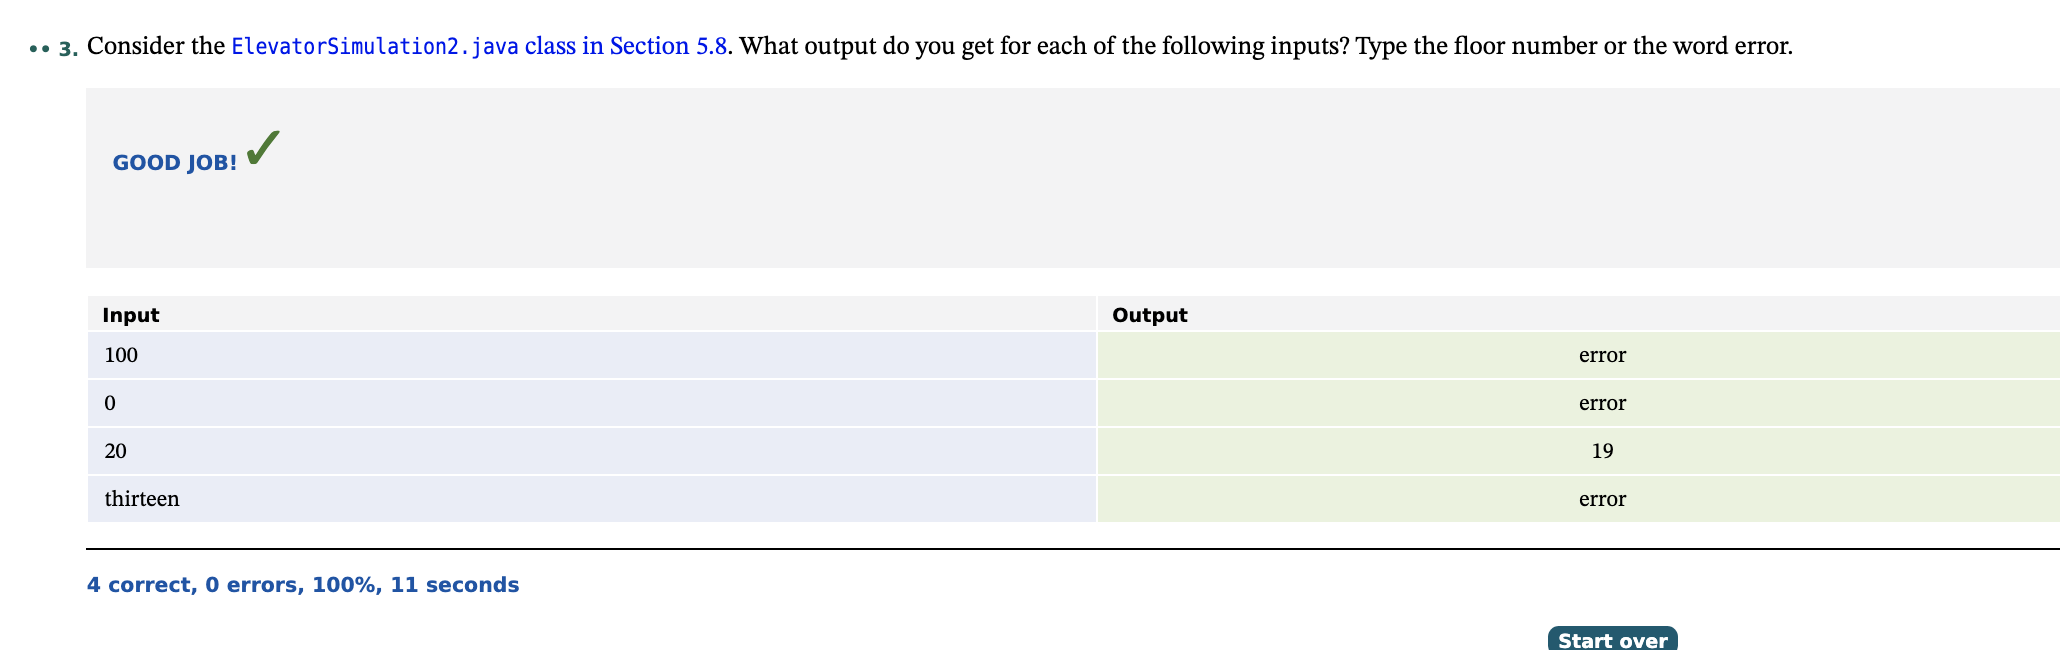 •• 3. Consider the ElevatorSimulation2.java class in Section 5.8. What output do you get for each of the following inputs? Type the floor number or the word error.
GOOD JOB! ✓
Input Output
100 error
0 error
20 19
thirteen error
4 correct, 0 errors, 100%, 11 seconds
Start over